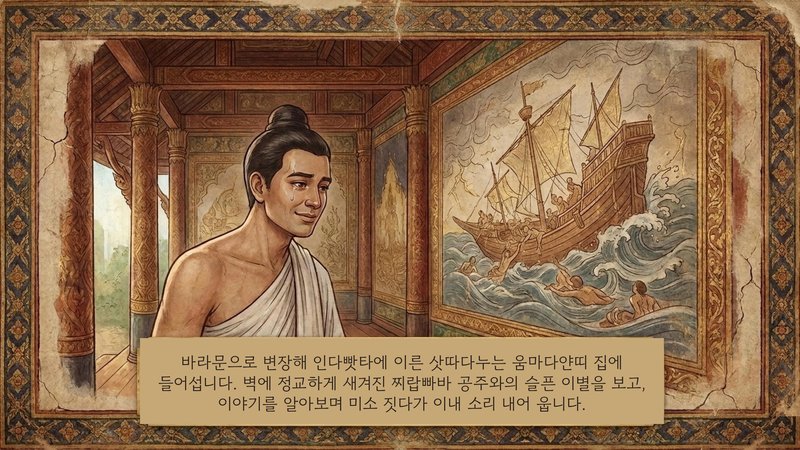 바라문으로 변장해 인다빳타에 이른 삿따다누는 움마다얀띠 집에
들어섭니다. 벽에 정교하게 새겨진 찌랍빠바 공주와의 슬픈 이별을 보고,
이야기를 알아보며 미소 짓다가 이내 소리 내어 웁니다.